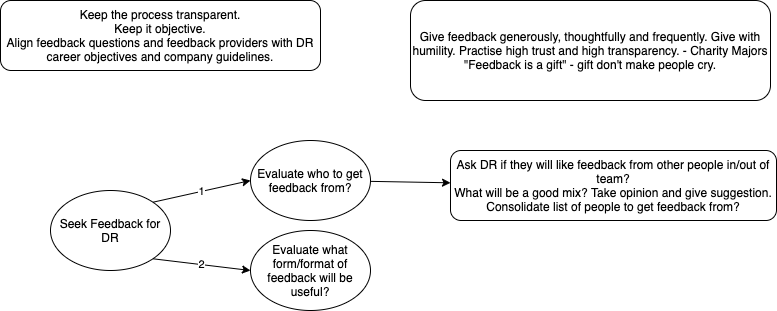 Keep the process transparent.
Keep it objective.
Align feedback questions and feedback providers with DR
career objectives and company guidelines.
Give feedback generously, thoughtfully and frequently. Give with
humility. Practise high trust and high transparency. - Charity Majors
"Feedback is a gift" - gift don't make people cry.
Seek Feedback for
DR
1
2
Evaluate who to get
feedback from?
Evaluate what
form/format of
feedback will be
useful?
Ask DR if they will like feedback from other people in/out of
team?
What will be a good mix? Take opinion and give suggestion.
Consolidate list of people to get feedback from?